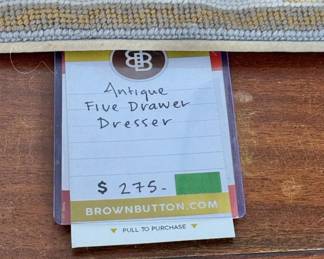 BB
Antique
Five Drawer
Dresser
$ 275-
BROWNBUTTON.COM
PULL TO PURCHASE